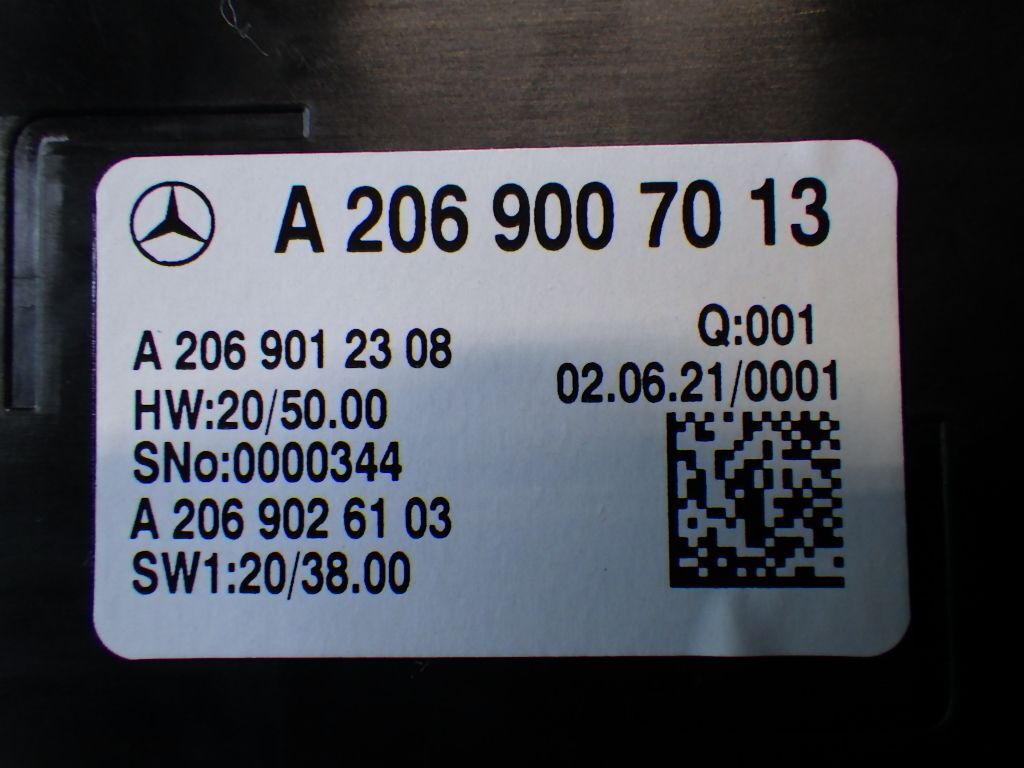 A 206 900 70 13
A 206 901 23 08
Q:001
HW:20/50.00
02.06.21/0001
SNo:0000344
A 206 902 61 03
SW1:20/38.00